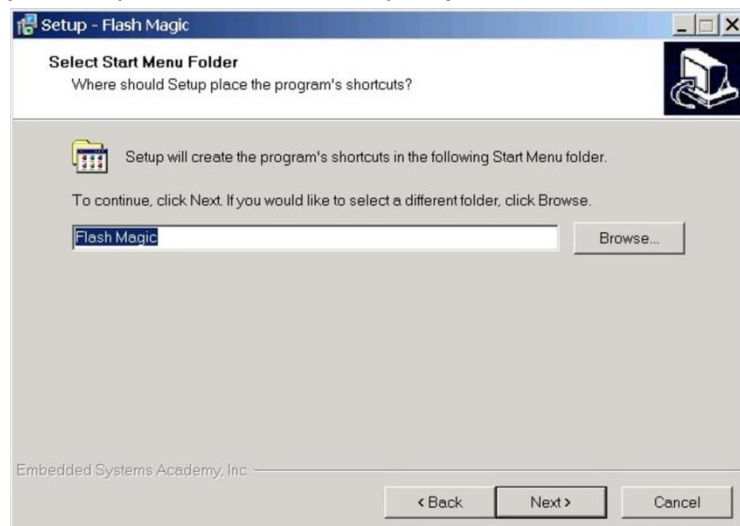 Setup - Flash Magic
Select Start Menu Folder
Where should Setup place the program's shortcuts?
Setup will create the program's shortcuts in the following Start Menu folder.
To continue, click Next. If you would like to select a different folder, click Browse.
Flash Magic
Browse...
Embedded Systems Academy, Inc.
< Back
Next >
Cancel